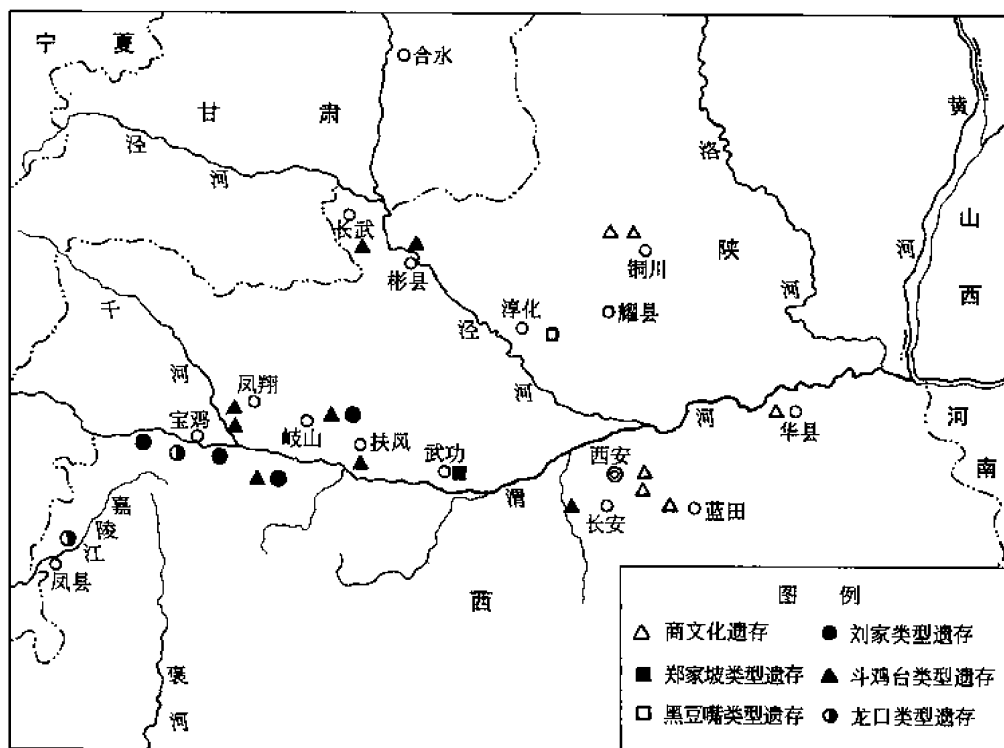 宁夏
合水
甘肃
黄
泾
洛
河
山
长武
陕
河
铜川
彬县
河
西
千
淳化
耀县
泾
河
凤翔
河
宝鸡
岐山
扶风
武功
河
华县
河
西安
南
嘉
陵
江
渭
长安
蓝田
凤县
西
褒
河
图例
商文化遗存
刘家类型遗存
郑家坡类型遗存
斗鸡台类型遗存
黑豆嘴类型遗存
龙口类型遗存